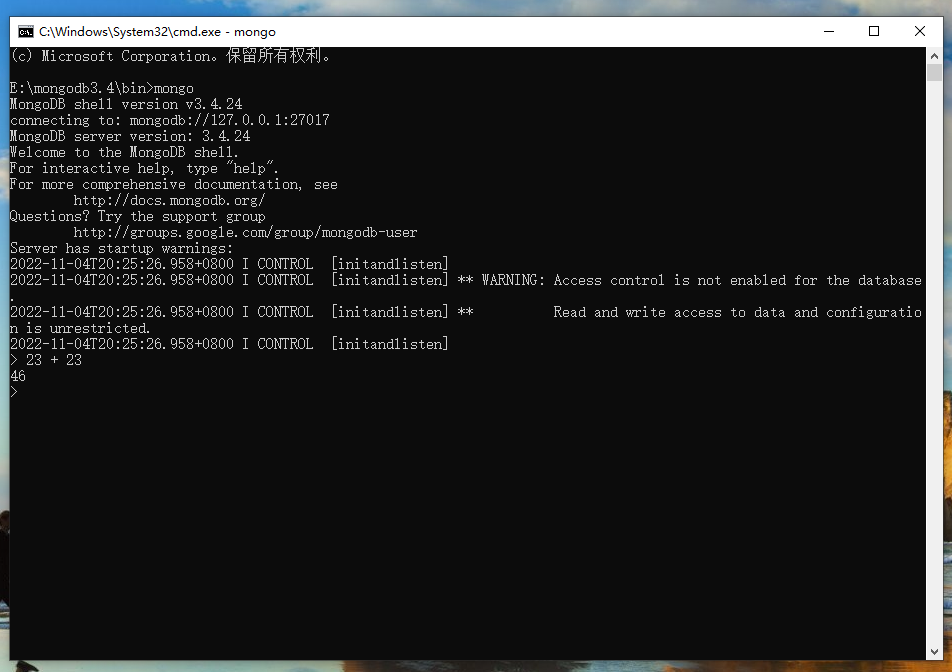 C:\Windows\System32\cmd.exe - mongo
(c) Microsoft Corporation。保留所有权利。
E:\mongodb3.4\bin>mongo
MongoDB shell version v3.4.24
connecting to: mongodb://127.0.0.1:27017
MongoDB server version: 3.4.24
Welcome to the MongoDB shell.
For interactive help, type "help".
For more comprehensive documentation, see
http://docs.mongodb.org/
Questions? Try the support group
http://groups.google.com/group/mongodb-user
Server has startup warnings:
2022-11-04T20:25:26.958+0800 I CONTROL  [initandlisten]
2022-11-04T20:25:26.958+0800 I CONTROL  [initandlisten] ** WARNING: Access control is not enabled for the database
.
2022-11-04T20:25:26.958+0800 I CONTROL  [initandlisten] **          Read and write access to data and configuratio
n is unrestricted.
2022-11-04T20:25:26.958+0800 I CONTROL  [initandlisten]
> 23 + 23
46
>